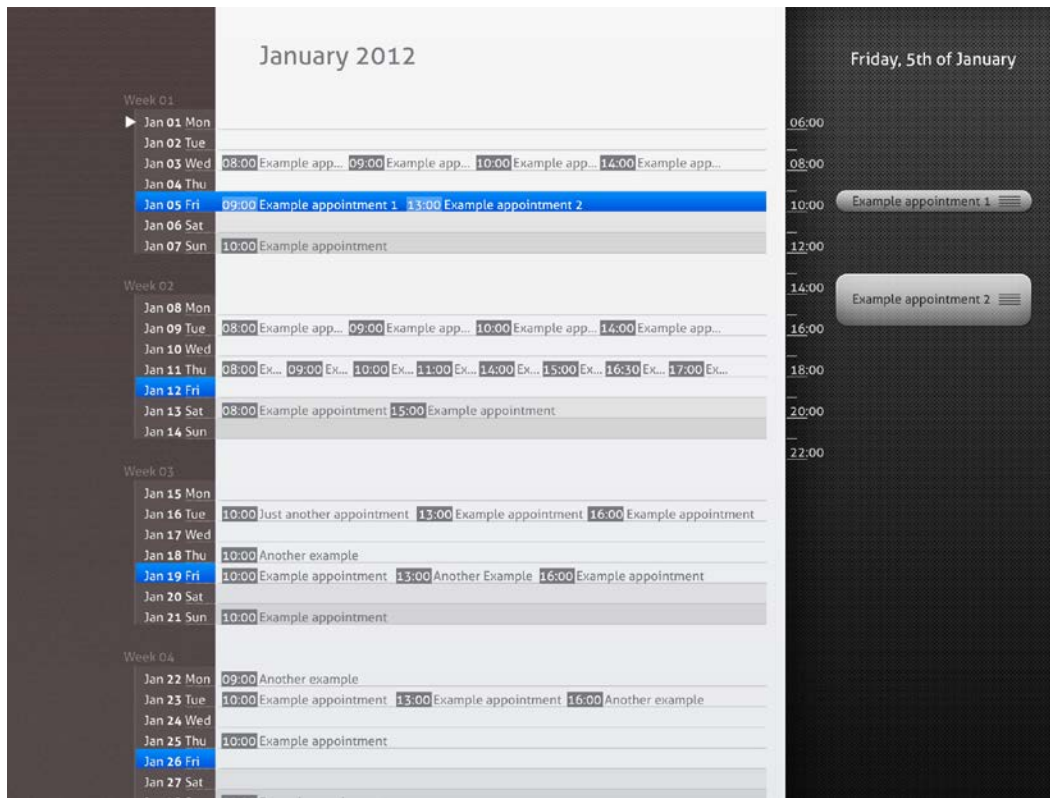 January 2012
Friday, 5th of January
Week 01
Jan 01 Mon
Jan 02 Tue
Jan 03 Wed 08:00 Example app... 09:00 Example app... 10:00 Example app... 14:00 Example app...
Jan 04 Thu
Jan 05 Fri 09:00 Example appointment 1 13:00 Example appointment 2
Jan 06 Sat
Jan 07 Sun 10:00 Example appointment
Week 02
Jan 08 Mon
Jan 09 Tue 08:00 Example app... 09:00 Example app... 10:00 Example app... 14:00 Example app...
Jan 10 Wed
Jan 11 Thu 08:00 Ex... 09:00 Ex... 10:00 Ex... 11:00 Ex... 14:00 Ex... 15:00 Ex... 16:30 Ex... 17:00 Ex...
Jan 12 Fri
Jan 13 Sat 08:00 Example appointment 15:00 Example appointment
Jan 14 Sun
Week 03
Jan 15 Mon
Jan 16 Tue 10:00 Just another appointment 13:00 Example appointment 16:00 Example appointment
Jan 17 Wed
Jan 18 Thu 10:00 Another example
Jan 19 Fri 10:00 Example appointment 13:00 Another Example 16:00 Example appointment
Jan 20 Sat
Jan 21 Sun 10:00 Example appointment
Week 04
Jan 22 Mon 09:00 Another example
Jan 23 Tue 10:00 Example appointment 13:00 Example appointment 16:00 Another example
Jan 24 Wed
Jan 25 Thu 10:00 Example appointment
Jan 26 Fri
Jan 27 Sat
06:00
08:00
10:00 Example appointment 1
12:00
14:00
Example appointment 2
16:00
18:00
20:00
22:00